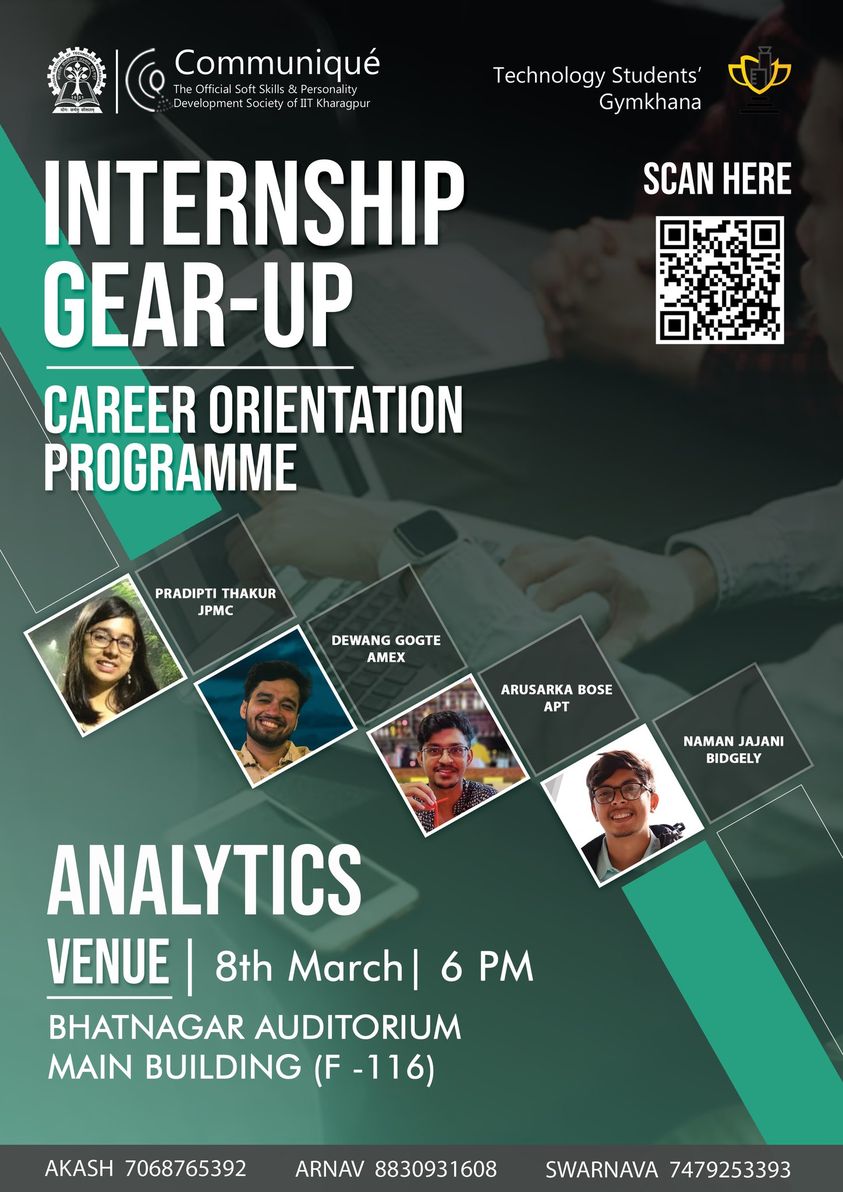 Communiqué
The Official Soft Skills & Personality
Development Society of IIT Kharagpur
Technology Students'
Gymkhana
INTERNSHIP
GEAR-UP
SCAN HERE
CAREER ORIENTATION
PROGRAMME
PRADIPTI THAKUR
JPMC
DEWANG GOGTE
AMEX
ARUSARKA BOSE
APT
NAMAN JAJANI
BIDGELY
ANALYTICS
VENUE | 8th March| 6 PM
BHATNAGAR AUDITORIUM
MAIN BUILDING (F -116)
AKASH 7068765392 ARNAV 8830931608 SWARNAVA 7479253393